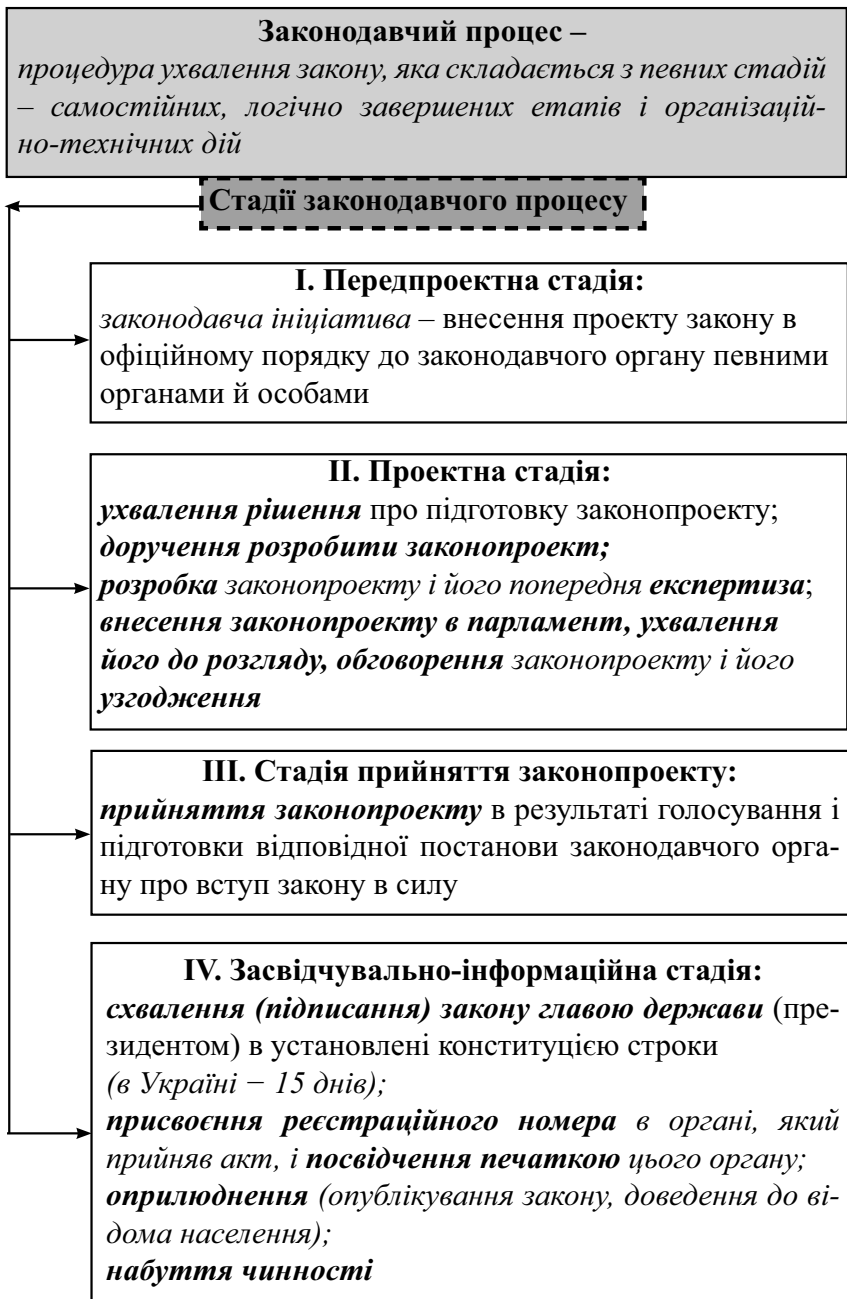 Законодавчий процес –
процедура ухвалення закону, яка складається з певних стадій
– самостійних, логічно завершених етапів і організацій-
но-технічних дій
Стадії законодавчого процесу
І. Передпроектна стадія:
законодавча ініціатива – внесення проекту закону в
офіційному порядку до законодавчого органу певними
органами й особами
ІІ. Проектна стадія:
ухвалення рішення про підготовку законопроекту;
доручення розробити законопроект;
розробка законопроекту і його попередня експертиза;
внесення законопроекту в парламент, ухвалення
його до розгляду, обговорення законопроекту і його
узгодження
ІІІ. Стадія прийняття законопроекту:
прийняття законопроекту в результаті голосування і
підготовки відповідної постанови законодавчого орга-
ну про вступ закону в силу
IV. Засвідчувально-інформаційна стадія:
схвалення (підписання) закону главою держави (пре-
зидентом) в установлені конституцією строки
(в Україні − 15 днів);
присвоєння реєстраційного номера в органі, який
прийняв акт, і посвідчення печаткою цього органу;
оприлюднення (опублікування закону, доведення до ві-
дома населення);
набуття чинності